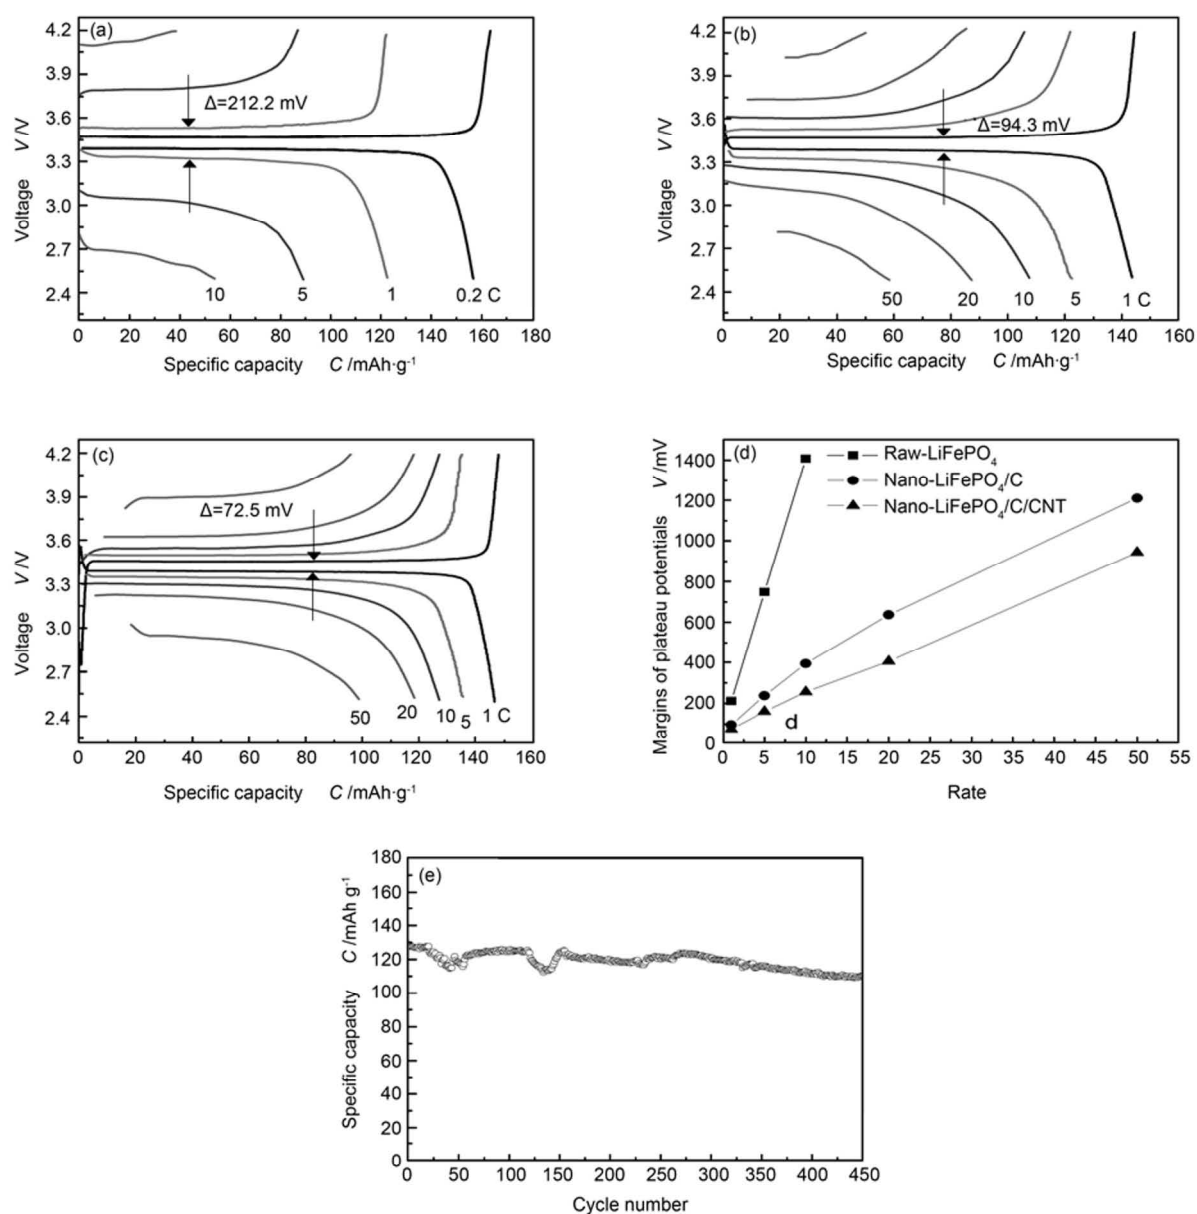 (a)
4.2
3.9
3.6
3.3
3.0
2.7
2.4
Voltage V /V
Δ=212.2 mV
10 5 1 0.2 C
0 20 40 60 80 100 120 140 160 180
Specific capacity C /mAh·g⁻¹
(b)
4.2
3.9
3.6
3.3
3.0
2.7
2.4
Voltage V /V
Δ=94.3 mV
50 20 10 5 1 C
0 20 40 60 80 100 120 140 160
Specific capacity C /mAh·g⁻¹
(c)
4.2
3.9
3.6
3.3
3.0
2.7
2.4
Voltage V /V
Δ=72.5 mV
50 20 10 5 1 C
0 20 40 60 80 100 120 140 160
Specific capacity C /mAh·g⁻¹
(d)
1400
1200
1000
800
600
400
200
0
Margins of plateau potentials V /mV
Raw-LiFePO₄
Nano-LiFePO₄/C
Nano-LiFePO₄/C/CNT
d
0 5 10 15 20 25 30 35 40 45 50 55
Rate
(e)
180
160
140
120
100
80
60
40
20
0
Specific capacity C /mAh g⁻¹
0 50 100 150 200 250 300 350 400 450
Cycle number